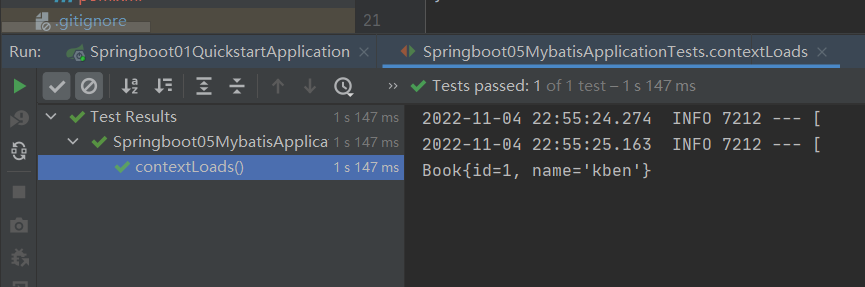 .gitignore
21
Run:
Springboot01QuickstartApplication
Springboot05MybatisApplicationTests.contextLoads
Tests passed: 1 of 1 test – 1 s 147 ms
Test Results 1 s 147 ms
Springboot05MybatisApplica 1 s 147 ms
contextLoads() 1 s 147 ms
2022-11-04 22:55:24.274 INFO 7212 --- [
2022-11-04 22:55:25.163 INFO 7212 --- [
Book{id=1, name='kben'}